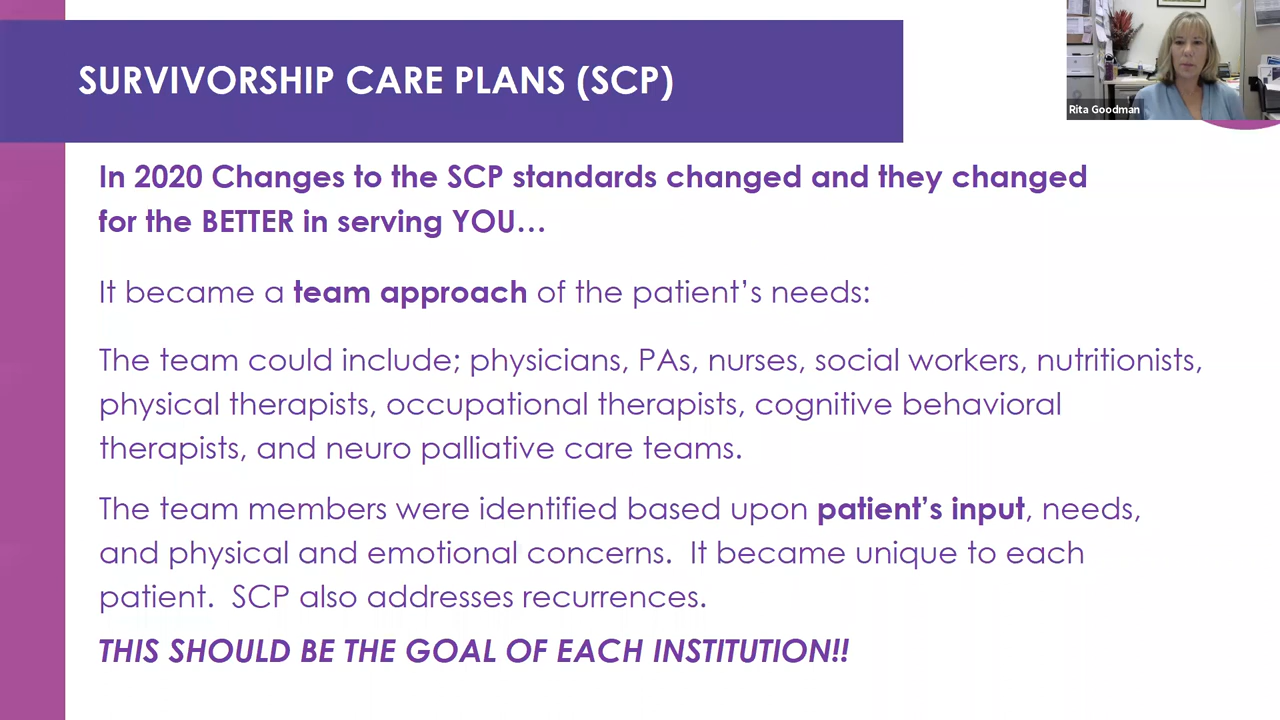 SURVIVORSHIP CARE PLANS (SCP)
Rita Goodman
In 2020 Changes to the SCP standards changed and they changed
for the BETTER in serving YOU…
It became a team approach of the patient’s needs:
The team could include; physicians, PAs, nurses, social workers, nutritionists,
physical therapists, occupational therapists, cognitive behavioral
therapists, and neuro palliative care teams.
The team members were identified based upon patient’s input, needs,
and physical and emotional concerns.  It became unique to each
patient.  SCP also addresses recurrences.
THIS SHOULD BE THE GOAL OF EACH INSTITUTION!!